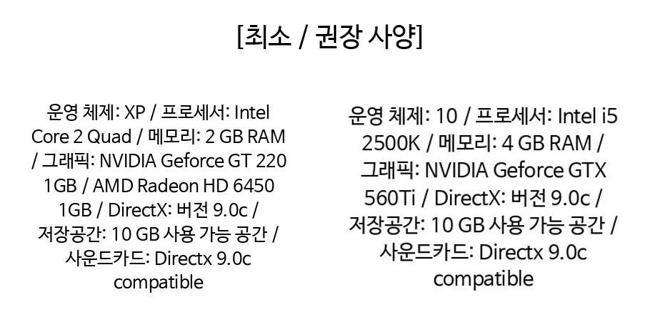 [최소 / 권장 사양]
운영 체제: XP / 프로세서: Intel
Core 2 Quad / 메모리: 2 GB RAM
/ 그래픽: NVIDIA Geforce GT 220
1GB / AMD Radeon HD 6450
1GB / DirectX: 버전 9.0c /
저장공간: 10 GB 사용 가능 공간 /
사운드카드: Directx 9.0c
compatible
운영 체제: 10 / 프로세서: Intel i5
2500K / 메모리: 4 GB RAM /
그래픽: NVIDIA Geforce GTX
560Ti / DirectX: 버전 9.0c /
저장공간: 10 GB 사용 가능 공간 /
사운드카드: Directx 9.0c
compatible